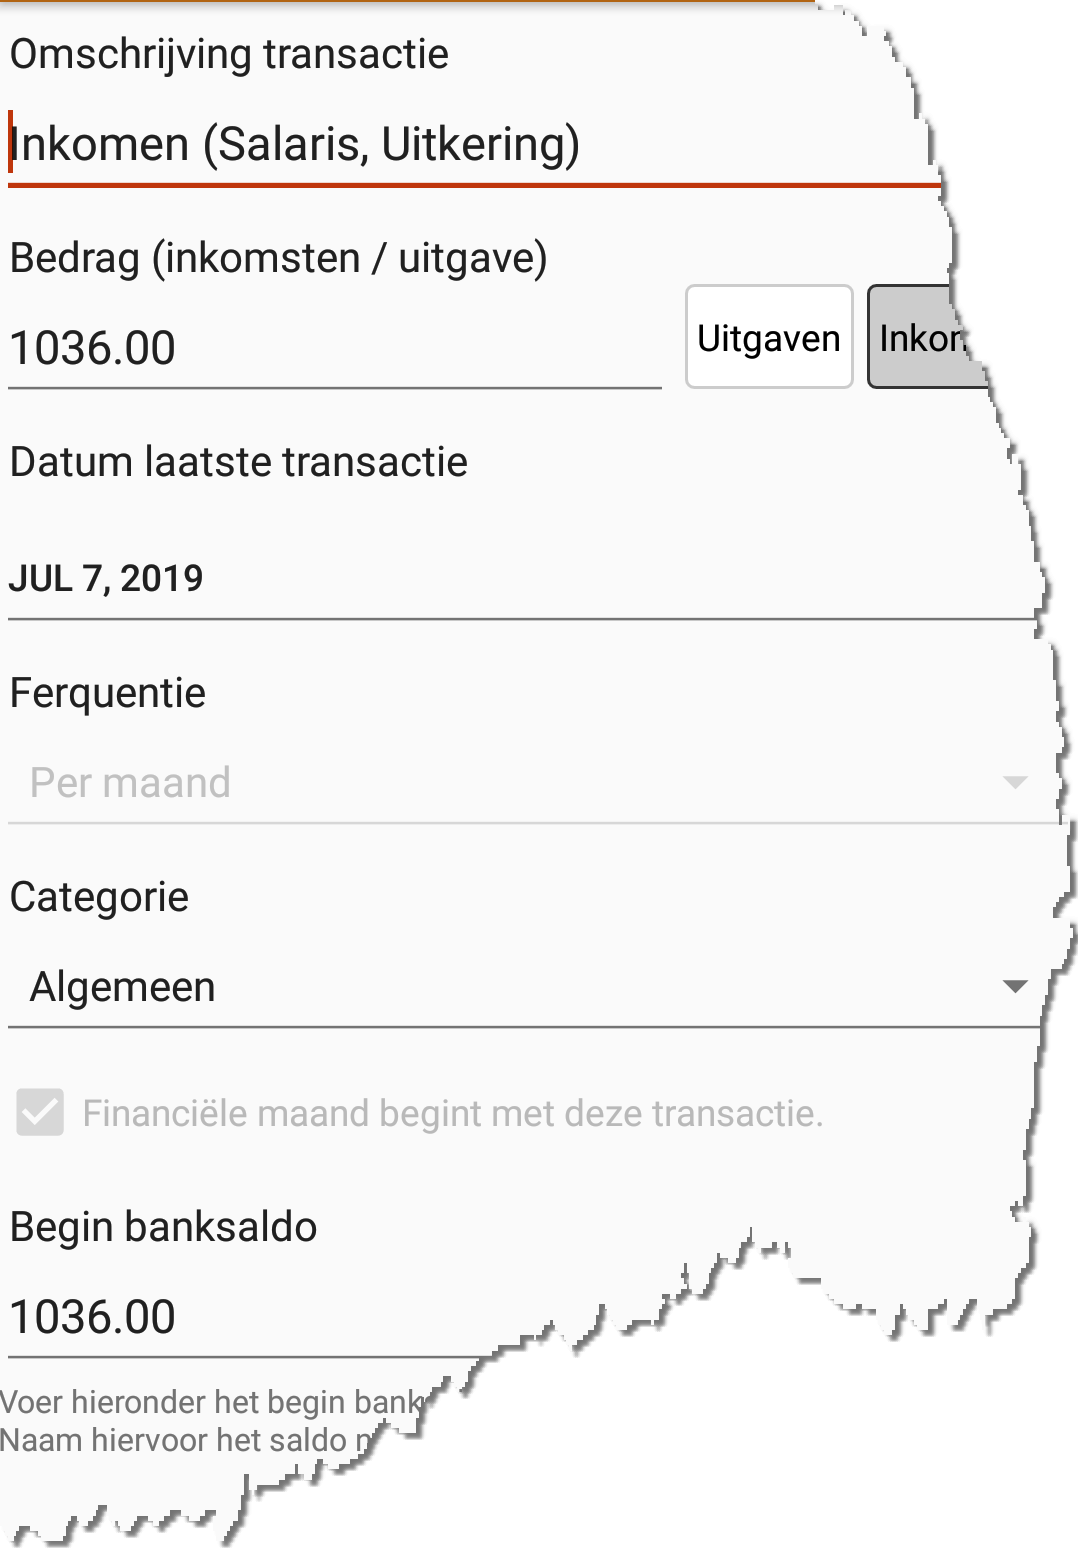 Omschrijving transactie
Inkomen (Salaris, Uitkering)
Bedrag (inkomsten / uitgave)
1036.00
Uitgaven
Datum laatste transactie
JUL 7, 2019
Ferquentie
Per maand
Categorie
Algemeen
Financiële maand begint met deze transactie.
Begin banksaldo
1036.00
Voer hieronder het begin bank
Naam hiervoor het saldo